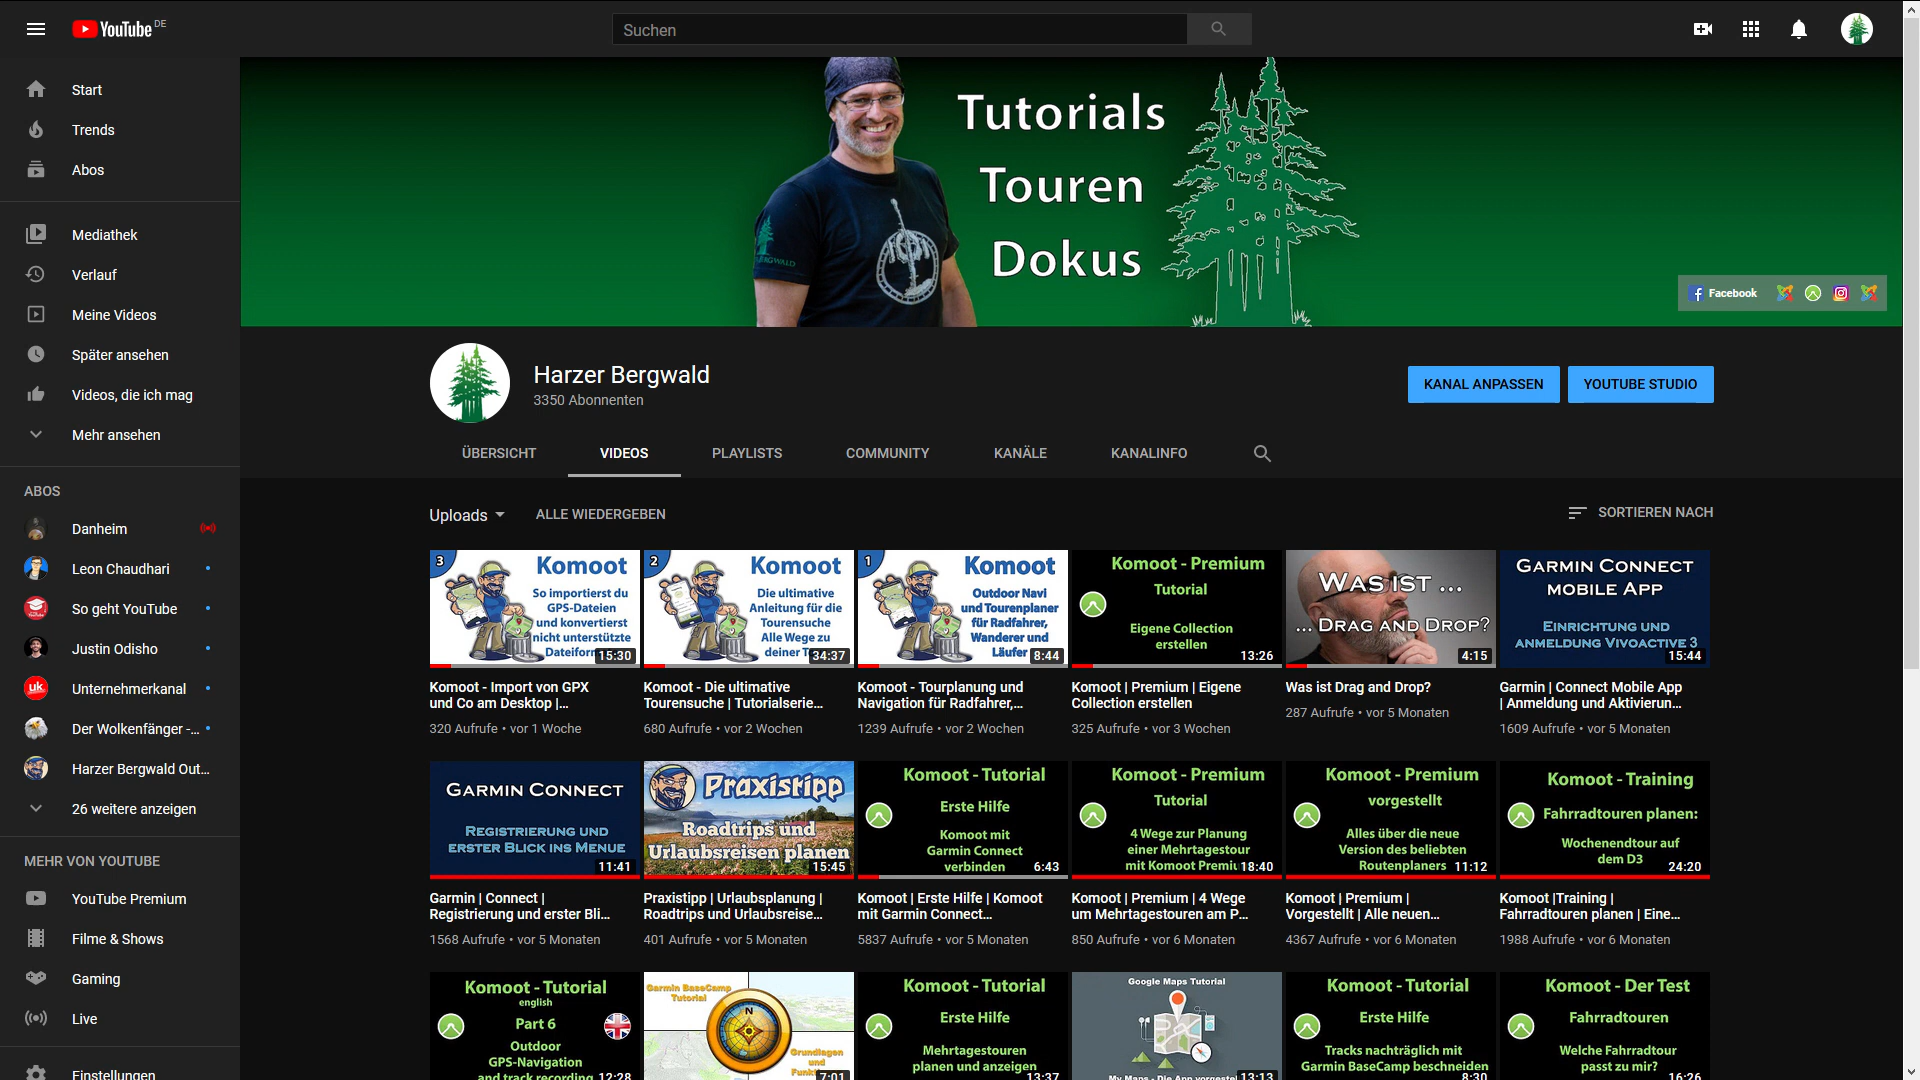 YouTube DE
Suchen
Start
Trends
Abos
Mediathek
Verlauf
Meine Videos
Später ansehen
Videos, die ich mag
Mehr ansehen
ABOS
Danheim
Leon Chaudhari
So geht YouTube
Justin Odisho
uk.
Unternehmerkanal
Der Wolkenfänger -...
Harzer Bergwald Out...
26 weitere anzeigen
MEHR VON YOUTUBE
YouTube Premium
Filme & Shows
Gaming
Live
Einstellungen
Tutorials
Touren
Dokus
Facebook
Harzer Bergwald
3350 Abonnenten
KANAL ANPASSEN
YOUTUBE STUDIO
ÜBERSICHT
VIDEOS
PLAYLISTS
COMMUNITY
KANÄLE
KANALINFO
Uploads
ALLE WIEDERGEBEN
SORTIEREN NACH
3
Komoot
So importierst du
GPS-Dateien
und konvertierst
nicht unterstützte
15:30
Komoot - Import von GPX
und Co am Desktop |...
320 Aufrufe • vor 1 Woche
2
Komoot
Die ultimative
Anleitung für die
Tourensuche
Alle Wege zu
deiner
34:37
Komoot - Die ultimative
Tourensuche | Tutorialserie...
680 Aufrufe • vor 2 Wochen
1
Komoot
Outdoor Navi
und Tourenplaner
für Radfahrer,
Wanderer und
Läufer
8:44
Komoot - Tourplanung und
Navigation für Radfahrer,...
1239 Aufrufe • vor 2 Wochen
Komoot - Premium
Tutorial
Eigene Collection
erstellen
13:26
Komoot | Premium | Eigene
Collection erstellen
325 Aufrufe • vor 3 Wochen
Was ist ...
... Drag and Drop?
4:15
Was ist Drag and Drop?
287 Aufrufe • vor 5 Monaten
Garmin Connect
mobile App
Einrichtung und
Anmeldung Vivoactive 3
15:44
Garmin | Connect Mobile App
| Anmeldung und Aktivierun...
1609 Aufrufe • vor 5 Monaten
Garmin Connect
Registrierung und
erster Blick ins Menue
11:41
Garmin | Connect |
Registrierung und erster Bli...
1568 Aufrufe • vor 5 Monaten
Praxistipp
Roadtrips und
Urlaubsreisen planen
15:45
Praxistipp | Urlaubsplanung |
Roadtrips und Urlaubsreise...
401 Aufrufe • vor 5 Monaten
Komoot - Tutorial
Erste Hilfe
Komoot mit
Garmin Connect
verbinden
6:43
Komoot | Erste Hilfe | Komoot
mit Garmin Connect...
5837 Aufrufe • vor 5 Monaten
Komoot - Premium
Tutorial
4 Wege zur Planung
einer Mehrtagestour
mit Komoot
18:40
Komoot | Premium | 4 Wege
um Mehrtagestouren am P...
850 Aufrufe • vor 6 Monaten
Komoot - Premium
vorgestellt
Alles über die neue
Version des beliebten
Routenplaners
11:12
Komoot | Premium |
Vorgestellt | Alle neuen...
4367 Aufrufe • vor 6 Monaten
Komoot - Training
Fahrradtouren planen:
Wochenendtour auf
dem D3
24:20
Komoot |Training |
Fahrradtouren planen | Eine...
1988 Aufrufe • vor 6 Monaten
Komoot - Tutorial
english
Part 6
Outdoor
GPS-Navigation
and track recording
12:28
Garmin BaseCamp
Tutorial
N
Grundlagen
und
7:01
Komoot - Tutorial
Erste Hilfe
Mehrtagestouren
planen und anzeigen
13:37
Google Maps Tutorial
My Maps - Die App
13:13
Komoot - Tutorial
Erste Hilfe
Tracks nachträglich mit
Garmin BaseCamp beschneiden
8:30
Komoot - Der Test
Fahrradtouren
Welche Fahrradtour
passt zu mir?
16:26